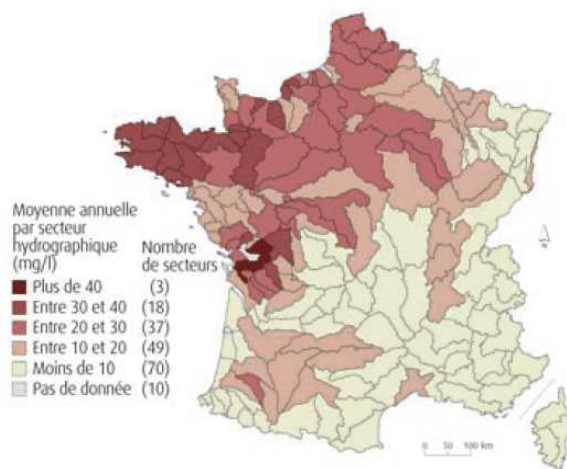 Moyenne annuelle
par secteur
hydrographique
(mg/l)
Nombre
de secteurs
Plus de 40 (3)
Entre 30 et 40 (18)
Entre 20 et 30 (37)
Entre 10 et 20 (49)
Moins de 10 (70)
Pas de donnée (10)
N
0 50 100 km